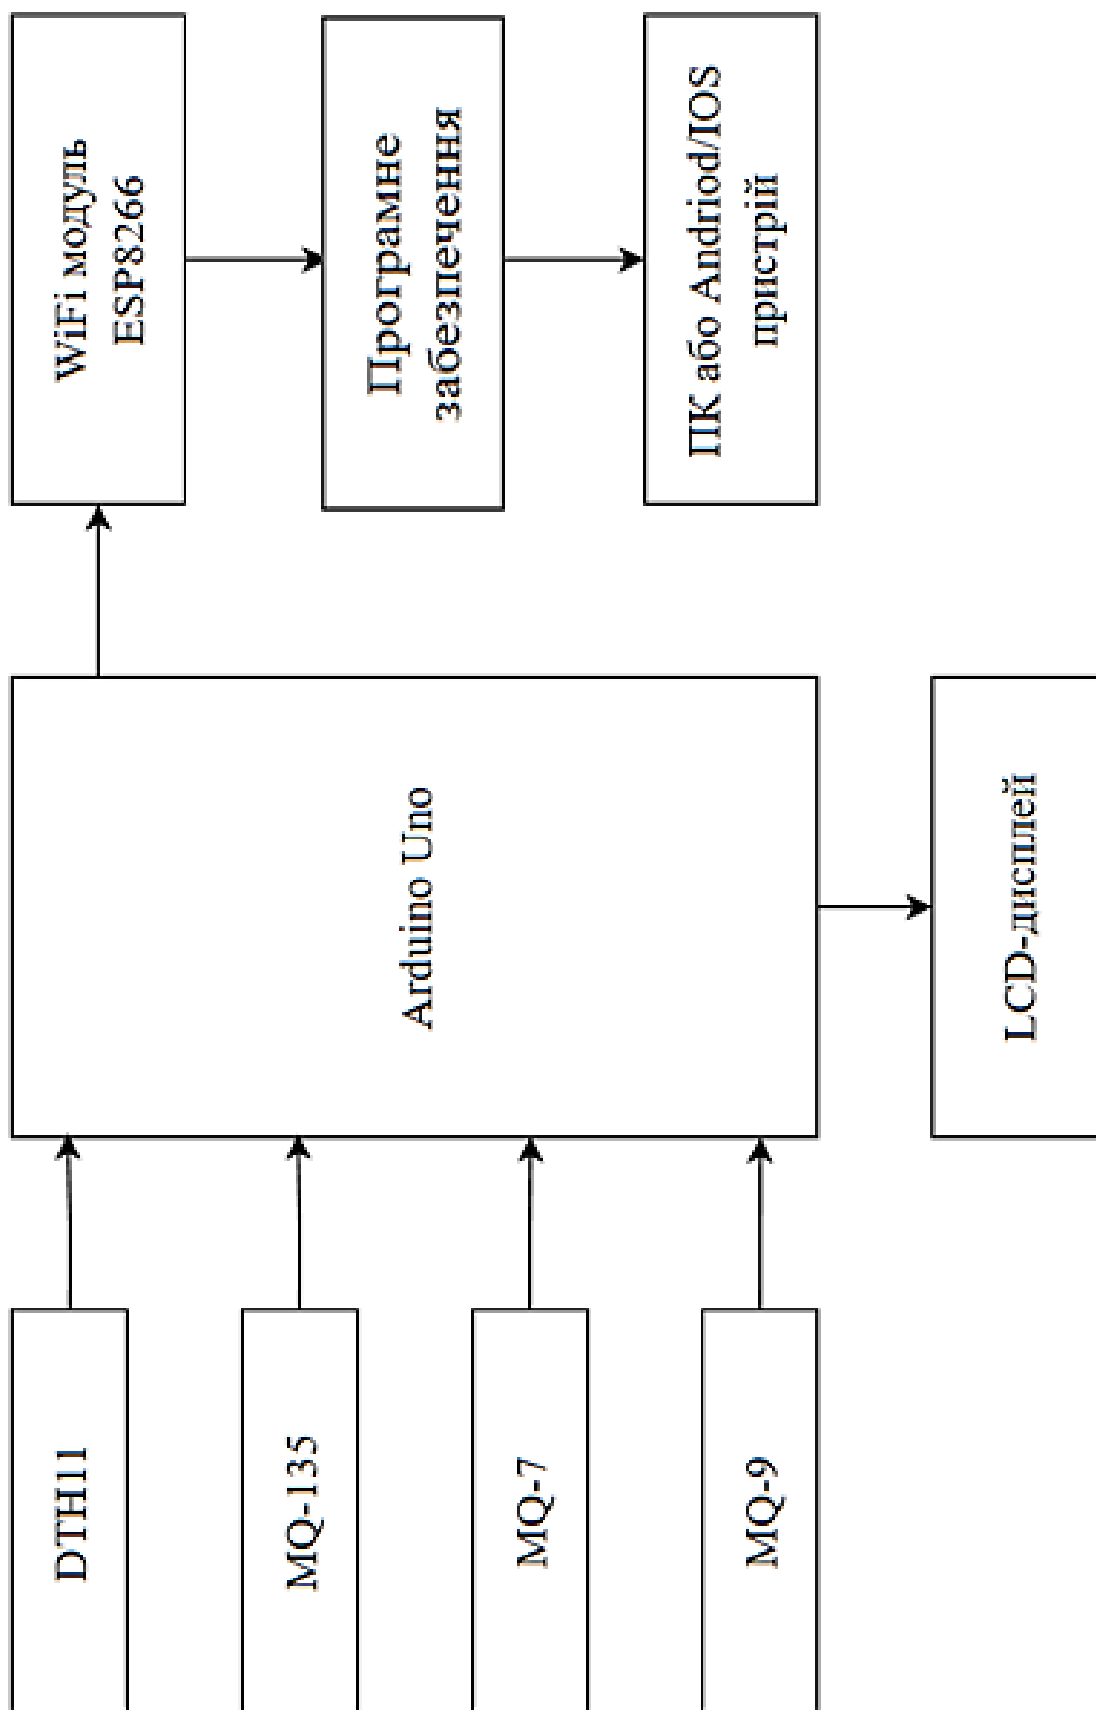 DTH11
MQ-135
MQ-7
MQ-9
Arduino Uno
LCD-дисплей
WiFi модуль
ESP8266
Програмне
забезпечення
ПК або Andriod/IOS
пристрій